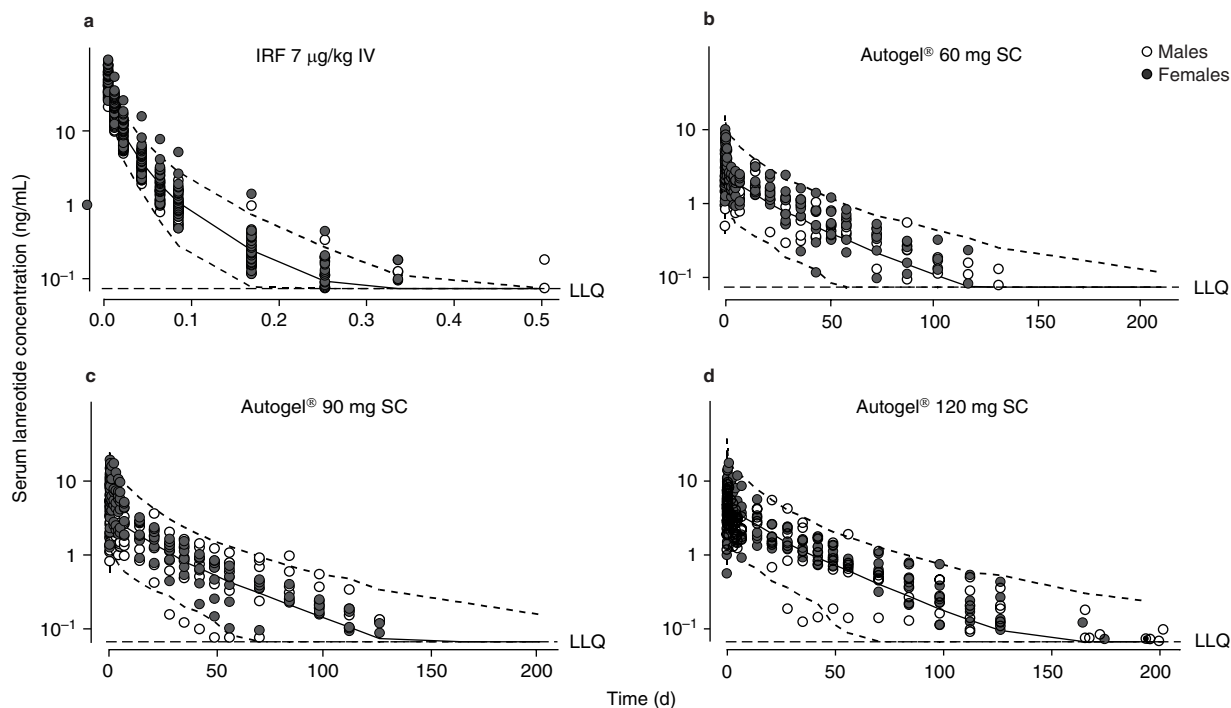 a
IRF 7 μg/kg IV
10
1
10⁻¹
LLQ
0.0 0.1 0.2 0.3 0.4 0.5
b
Autogel® 60 mg SC
Males
Females
10
1
10⁻¹
LLQ
0 50 100 150 200
c
Autogel® 90 mg SC
10
1
10⁻¹
LLQ
0 50 100 150 200
d
Autogel® 120 mg SC
10
1
10⁻¹
LLQ
0 50 100 150 200
Serum lanreotide concentration (ng/mL)
Time (d)